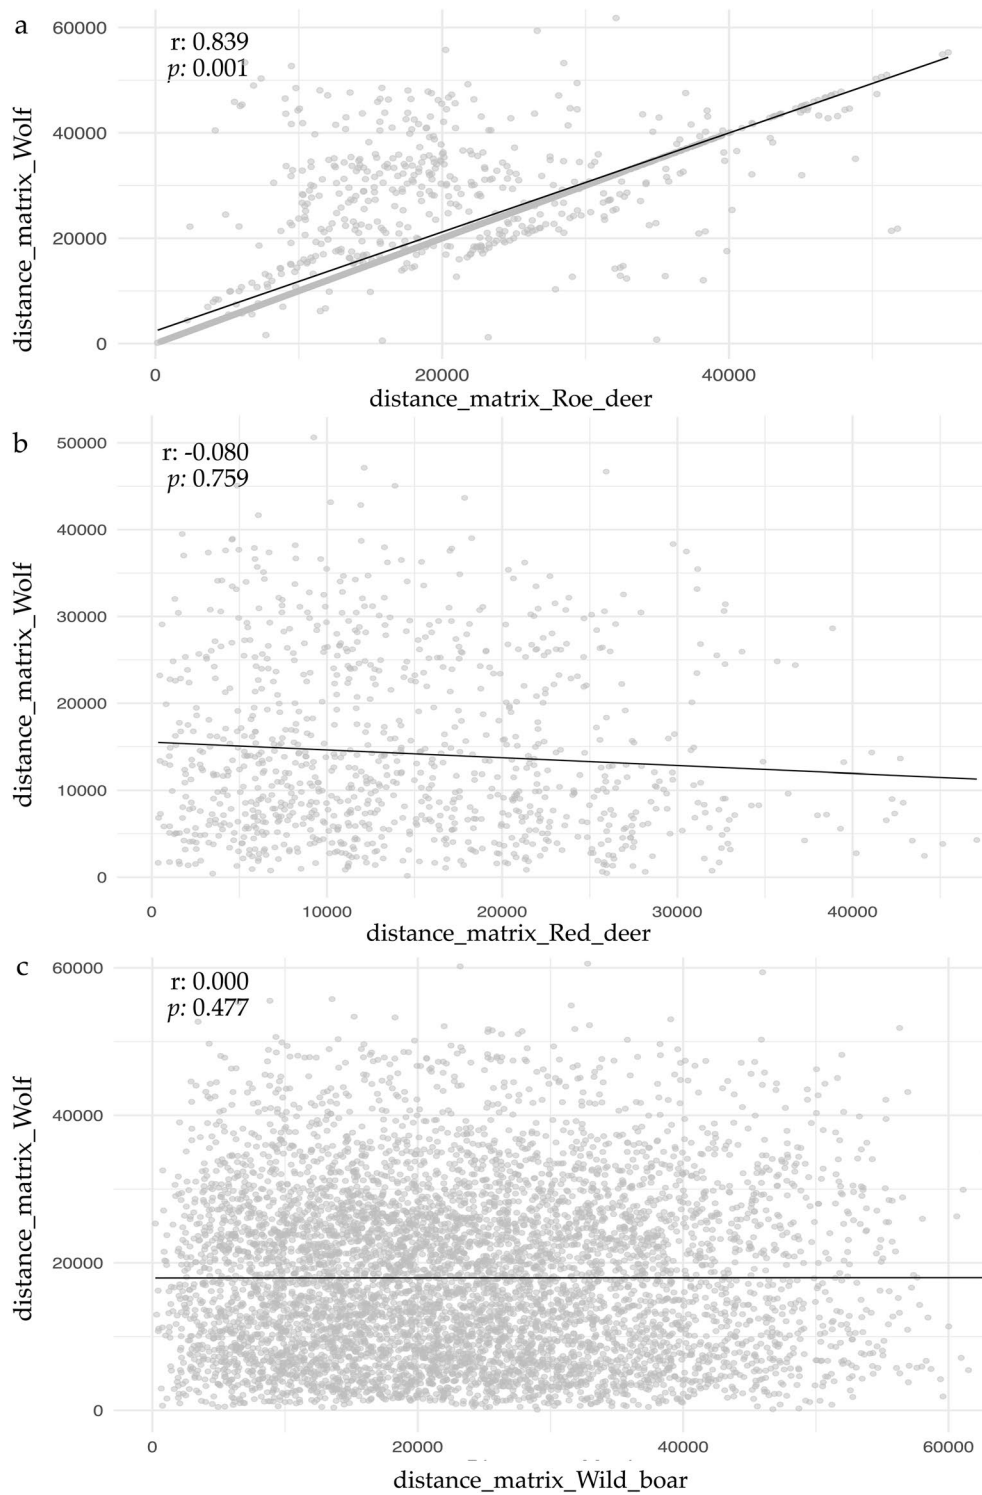 a
r: 0.839
p: 0.001
60000
40000
20000
0
distance_matrix_Wolf
0 20000 40000
distance_matrix_Roe_deer
b
r: -0.080
p: 0.759
50000
40000
30000
20000
10000
0
distance_matrix_Wolf
0 10000 20000 30000 40000
distance_matrix_Red_deer
c
r: 0.000
p: 0.477
60000
40000
20000
0
distance_matrix_Wolf
0 20000 40000 60000
distance_matrix_Wild_boar